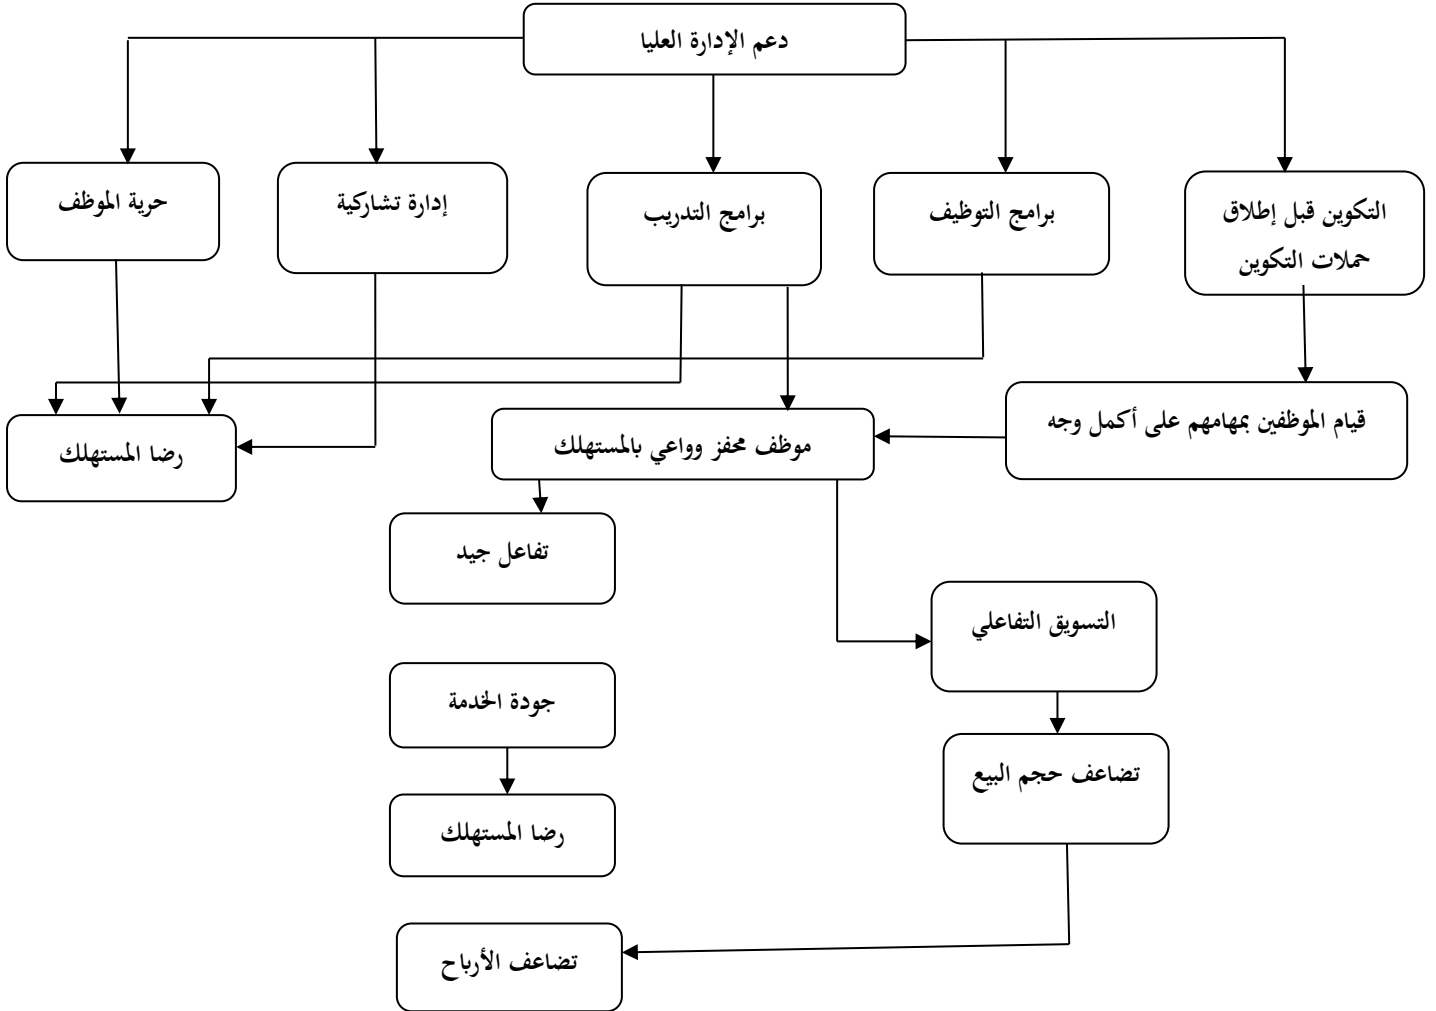 دعم الإدارة العليا
التكوين قبل إطلاق
حملات التكوين
برامج التوظيف
برامج التدريب
إدارة تشاركية
حرية الموظف
قيام الموظفين بمهامهم على أكمل وجه
موظف محفز وواعي بالمستهلك
رضا المستهلك
تفاعل جيد
التسويق التفاعلي
جودة الخدمة
تضاعف حجم البيع
رضا المستهلك
تضاعف الأرباح